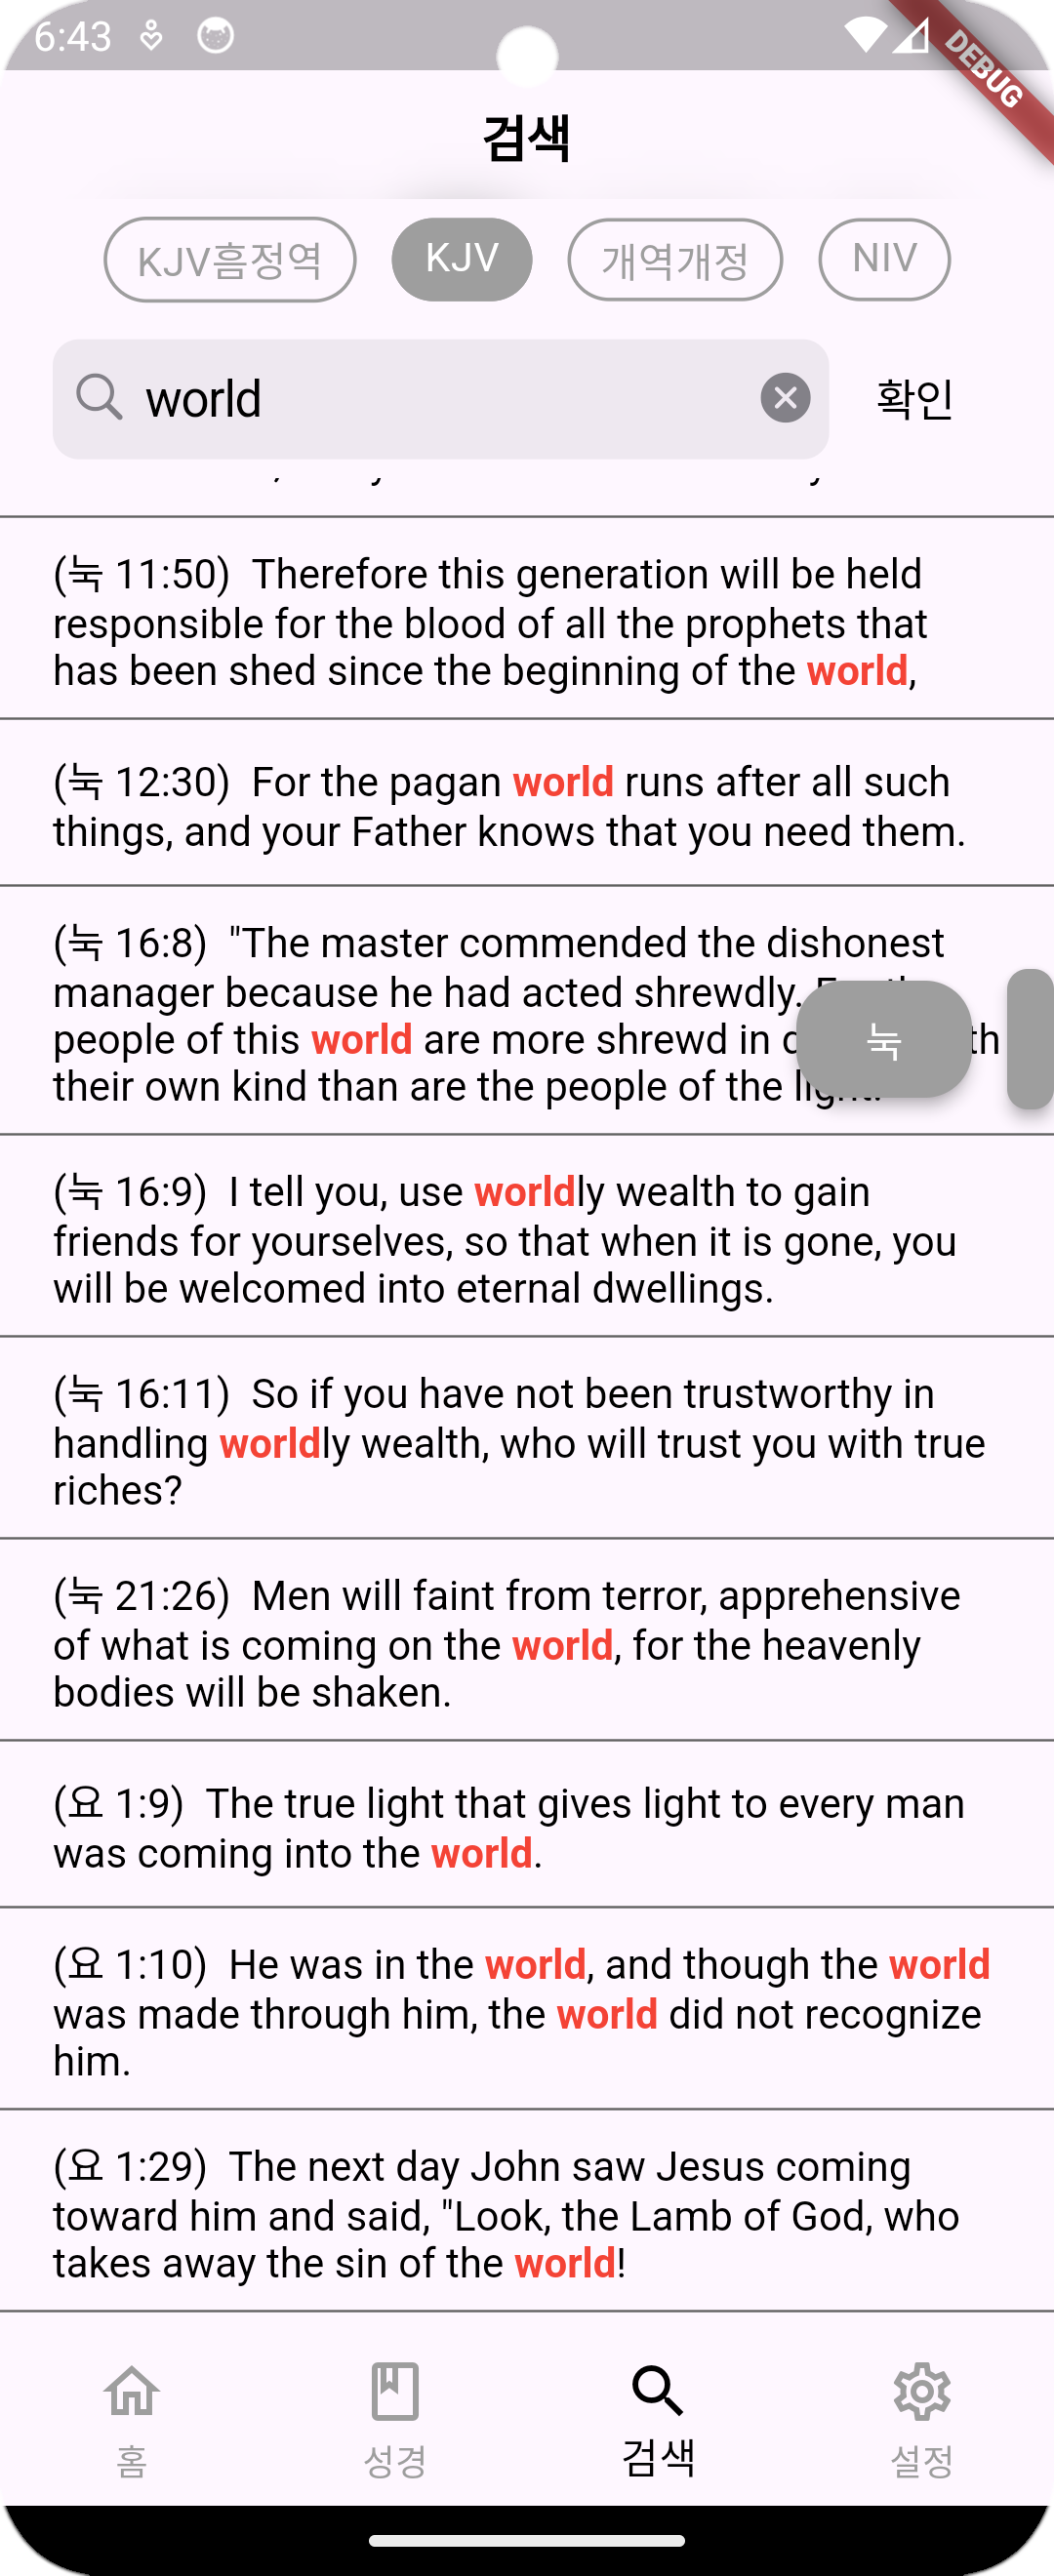 6:43
DEBUG
검색
KJV흠정역 KJV 개역개정 NIV
world 확인
(눅 11:50) Therefore this generation will be held
responsible for the blood of all the prophets that
has been shed since the beginning of the world,
(눅 12:30) For the pagan world runs after all such
things, and your Father knows that you need them.
(눅 16:8) "The master commended the dishonest
manager because he had acted shrewdly.
people of this world are more shrewd in
눅
their own kind than are the people of the
(눅 16:9) I tell you, use worldly wealth to gain
friends for yourselves, so that when it is gone, you
will be welcomed into eternal dwellings.
(눅 16:11) So if you have not been trustworthy in
handling worldly wealth, who will trust you with true
riches?
(눅 21:26) Men will faint from terror, apprehensive
of what is coming on the world, for the heavenly
bodies will be shaken.
(요 1:9) The true light that gives light to every man
was coming into the world.
(요 1:10) He was in the world, and though the world
was made through him, the world did not recognize
him.
(요 1:29) The next day John saw Jesus coming
toward him and said, "Look, the Lamb of God, who
takes away the sin of the world!
홈 성경 검색 설정